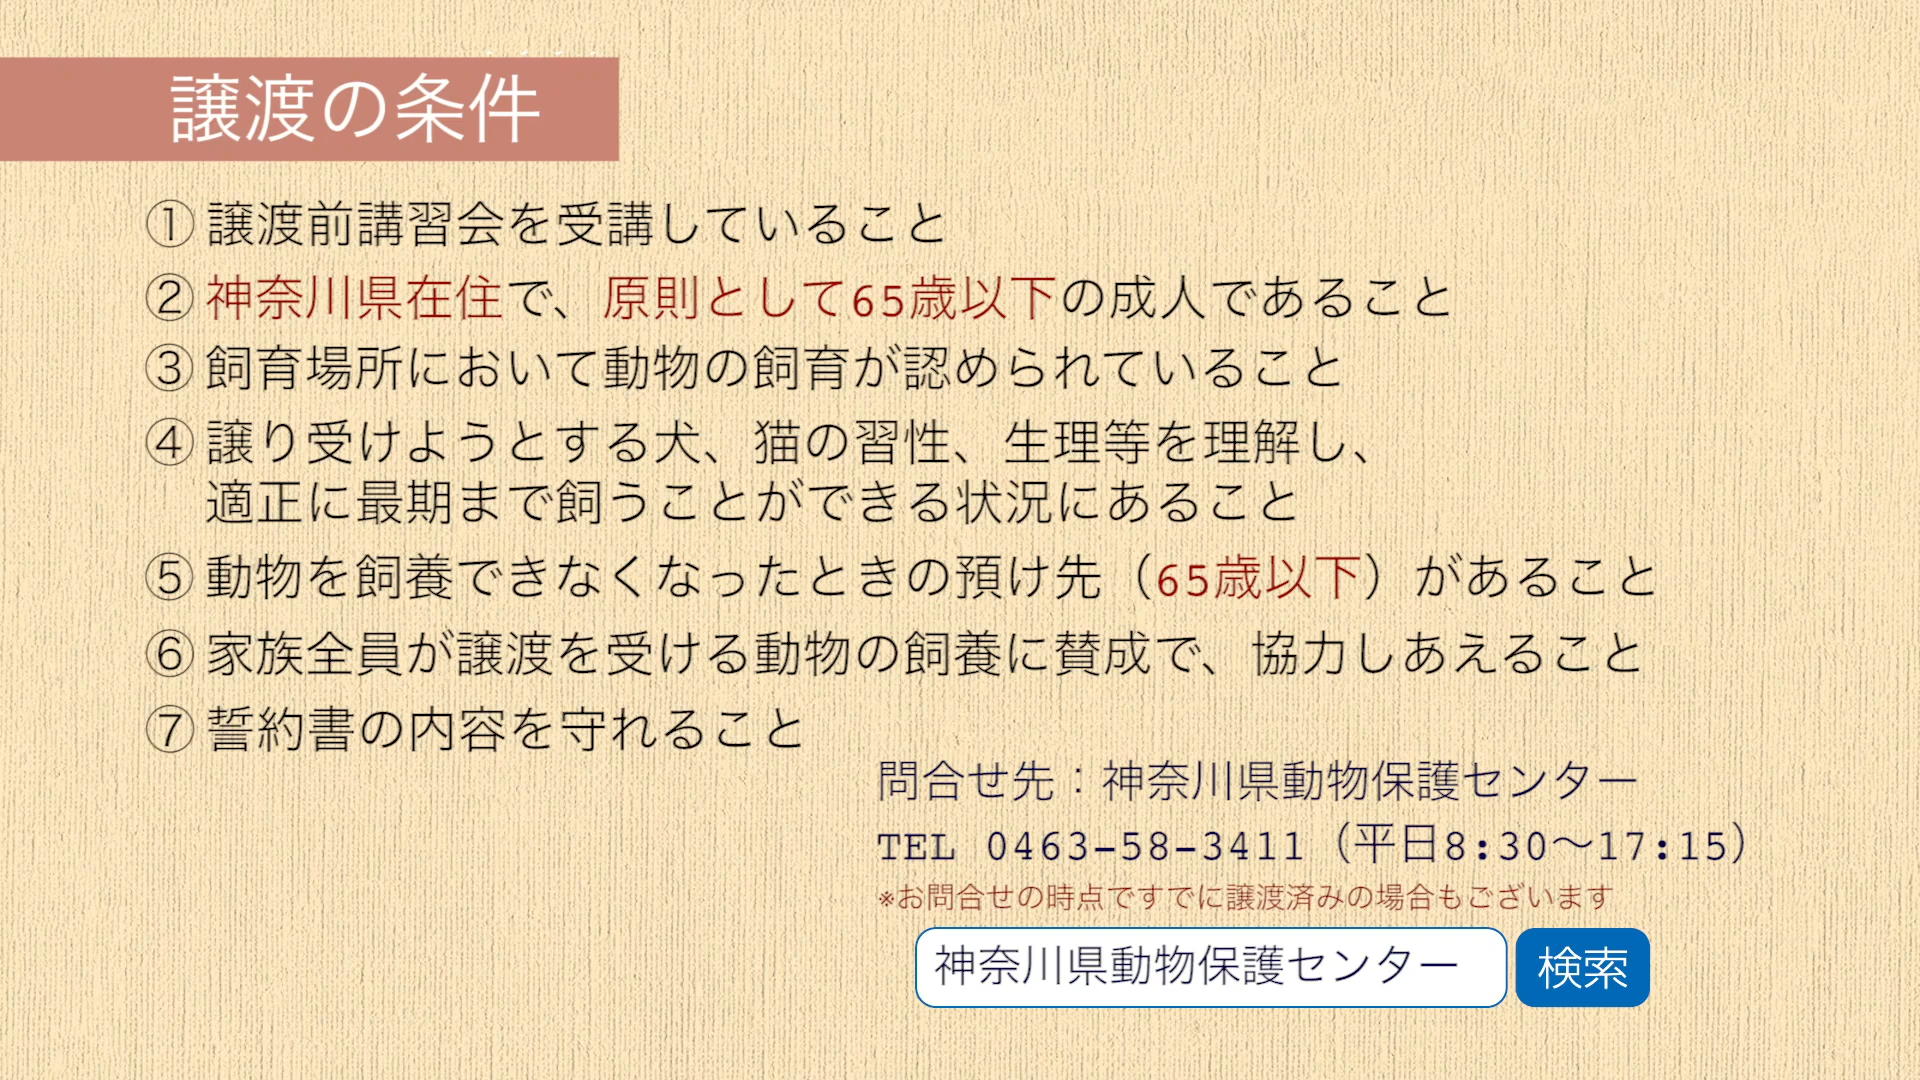 譲渡の条件
① 譲渡前講習会を受講していること
② 神奈川県在住で、原則として65歳以下の成人であること
③ 飼育場所において動物の飼育が認められていること
④ 譲り受けようとする犬、猫の習性、生理等を理解し、
適正に最期まで飼うことができる状況にあること
⑤ 動物を飼養できなくなったときの預け先（65歳以下）があること
⑥ 家族全員が譲渡を受ける動物の飼養に賛成で、協力しあえること
⑦ 誓約書の内容を守れること
問合せ先：神奈川県動物保護センター
TEL 0463-58-3411（平日8:30〜17:15）
※お問合せの時点ですでに譲渡済みの場合もございます
神奈川県動物保護センター 検索